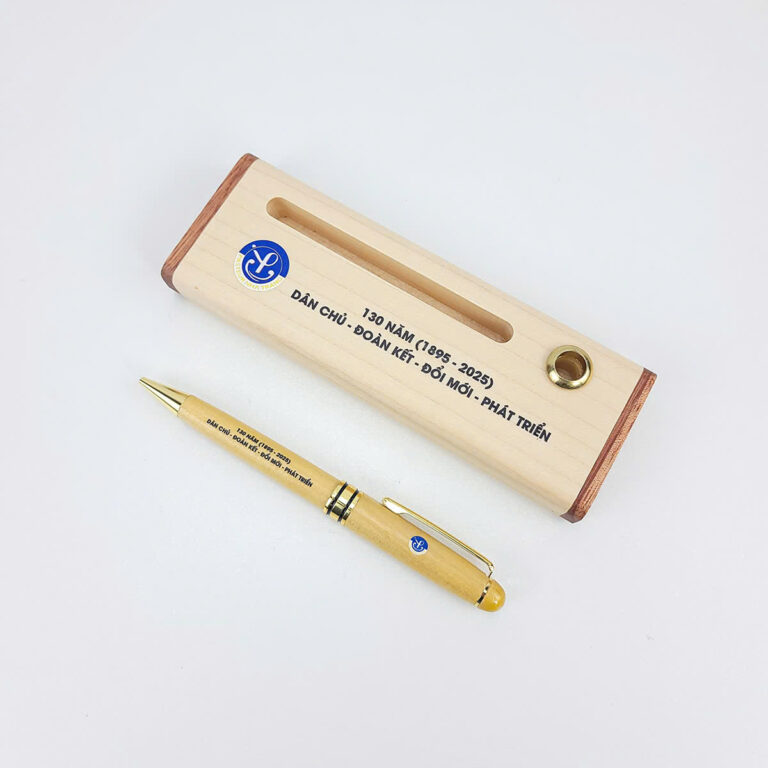 130 NĂM (1895 - 2025)
DÂN CHỦ - ĐOÀN KẾT - ĐỔI MỚI - PHÁT TRIỂN
130 NĂM (1895 - 2025)
DÂN CHỦ - ĐOÀN KẾT - ĐỔI MỚI - PHÁT TRIỂN